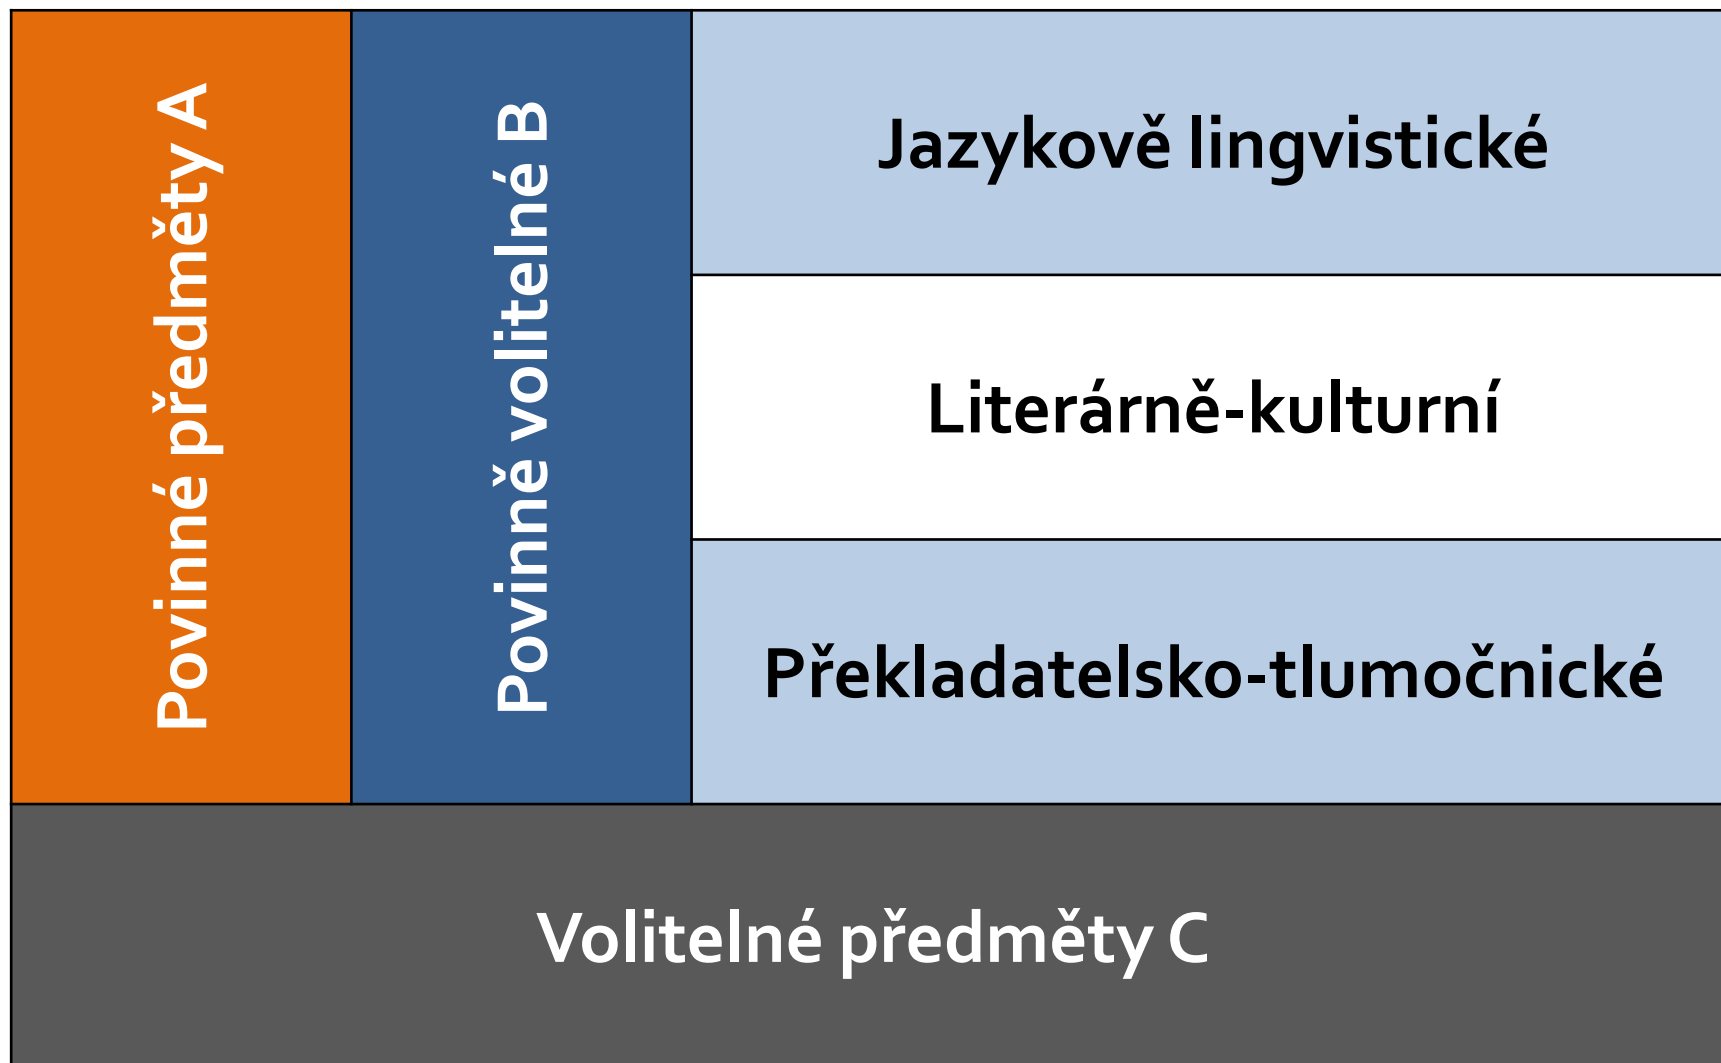 Povinné předměty A
Povinně volitelné B
Jazykově lingvistické
Literárně-kulturní
Překladatelsko-tlumočnické
Volitelné předměty C